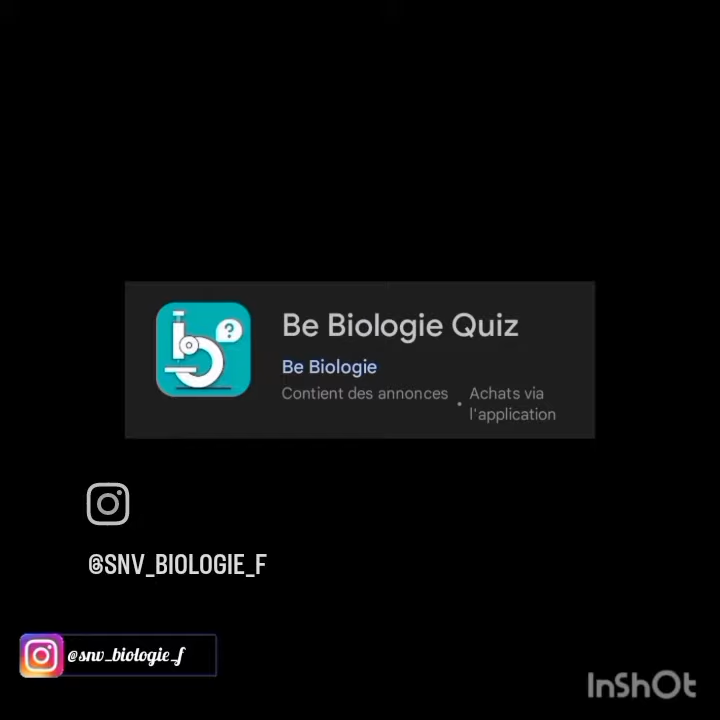 ?
Be Biologie Quiz
Be Biologie
Contient des annonces • Achats via
l'application
@SNV_BIOLOGIE_F
@snv_biologie_f
InShOt